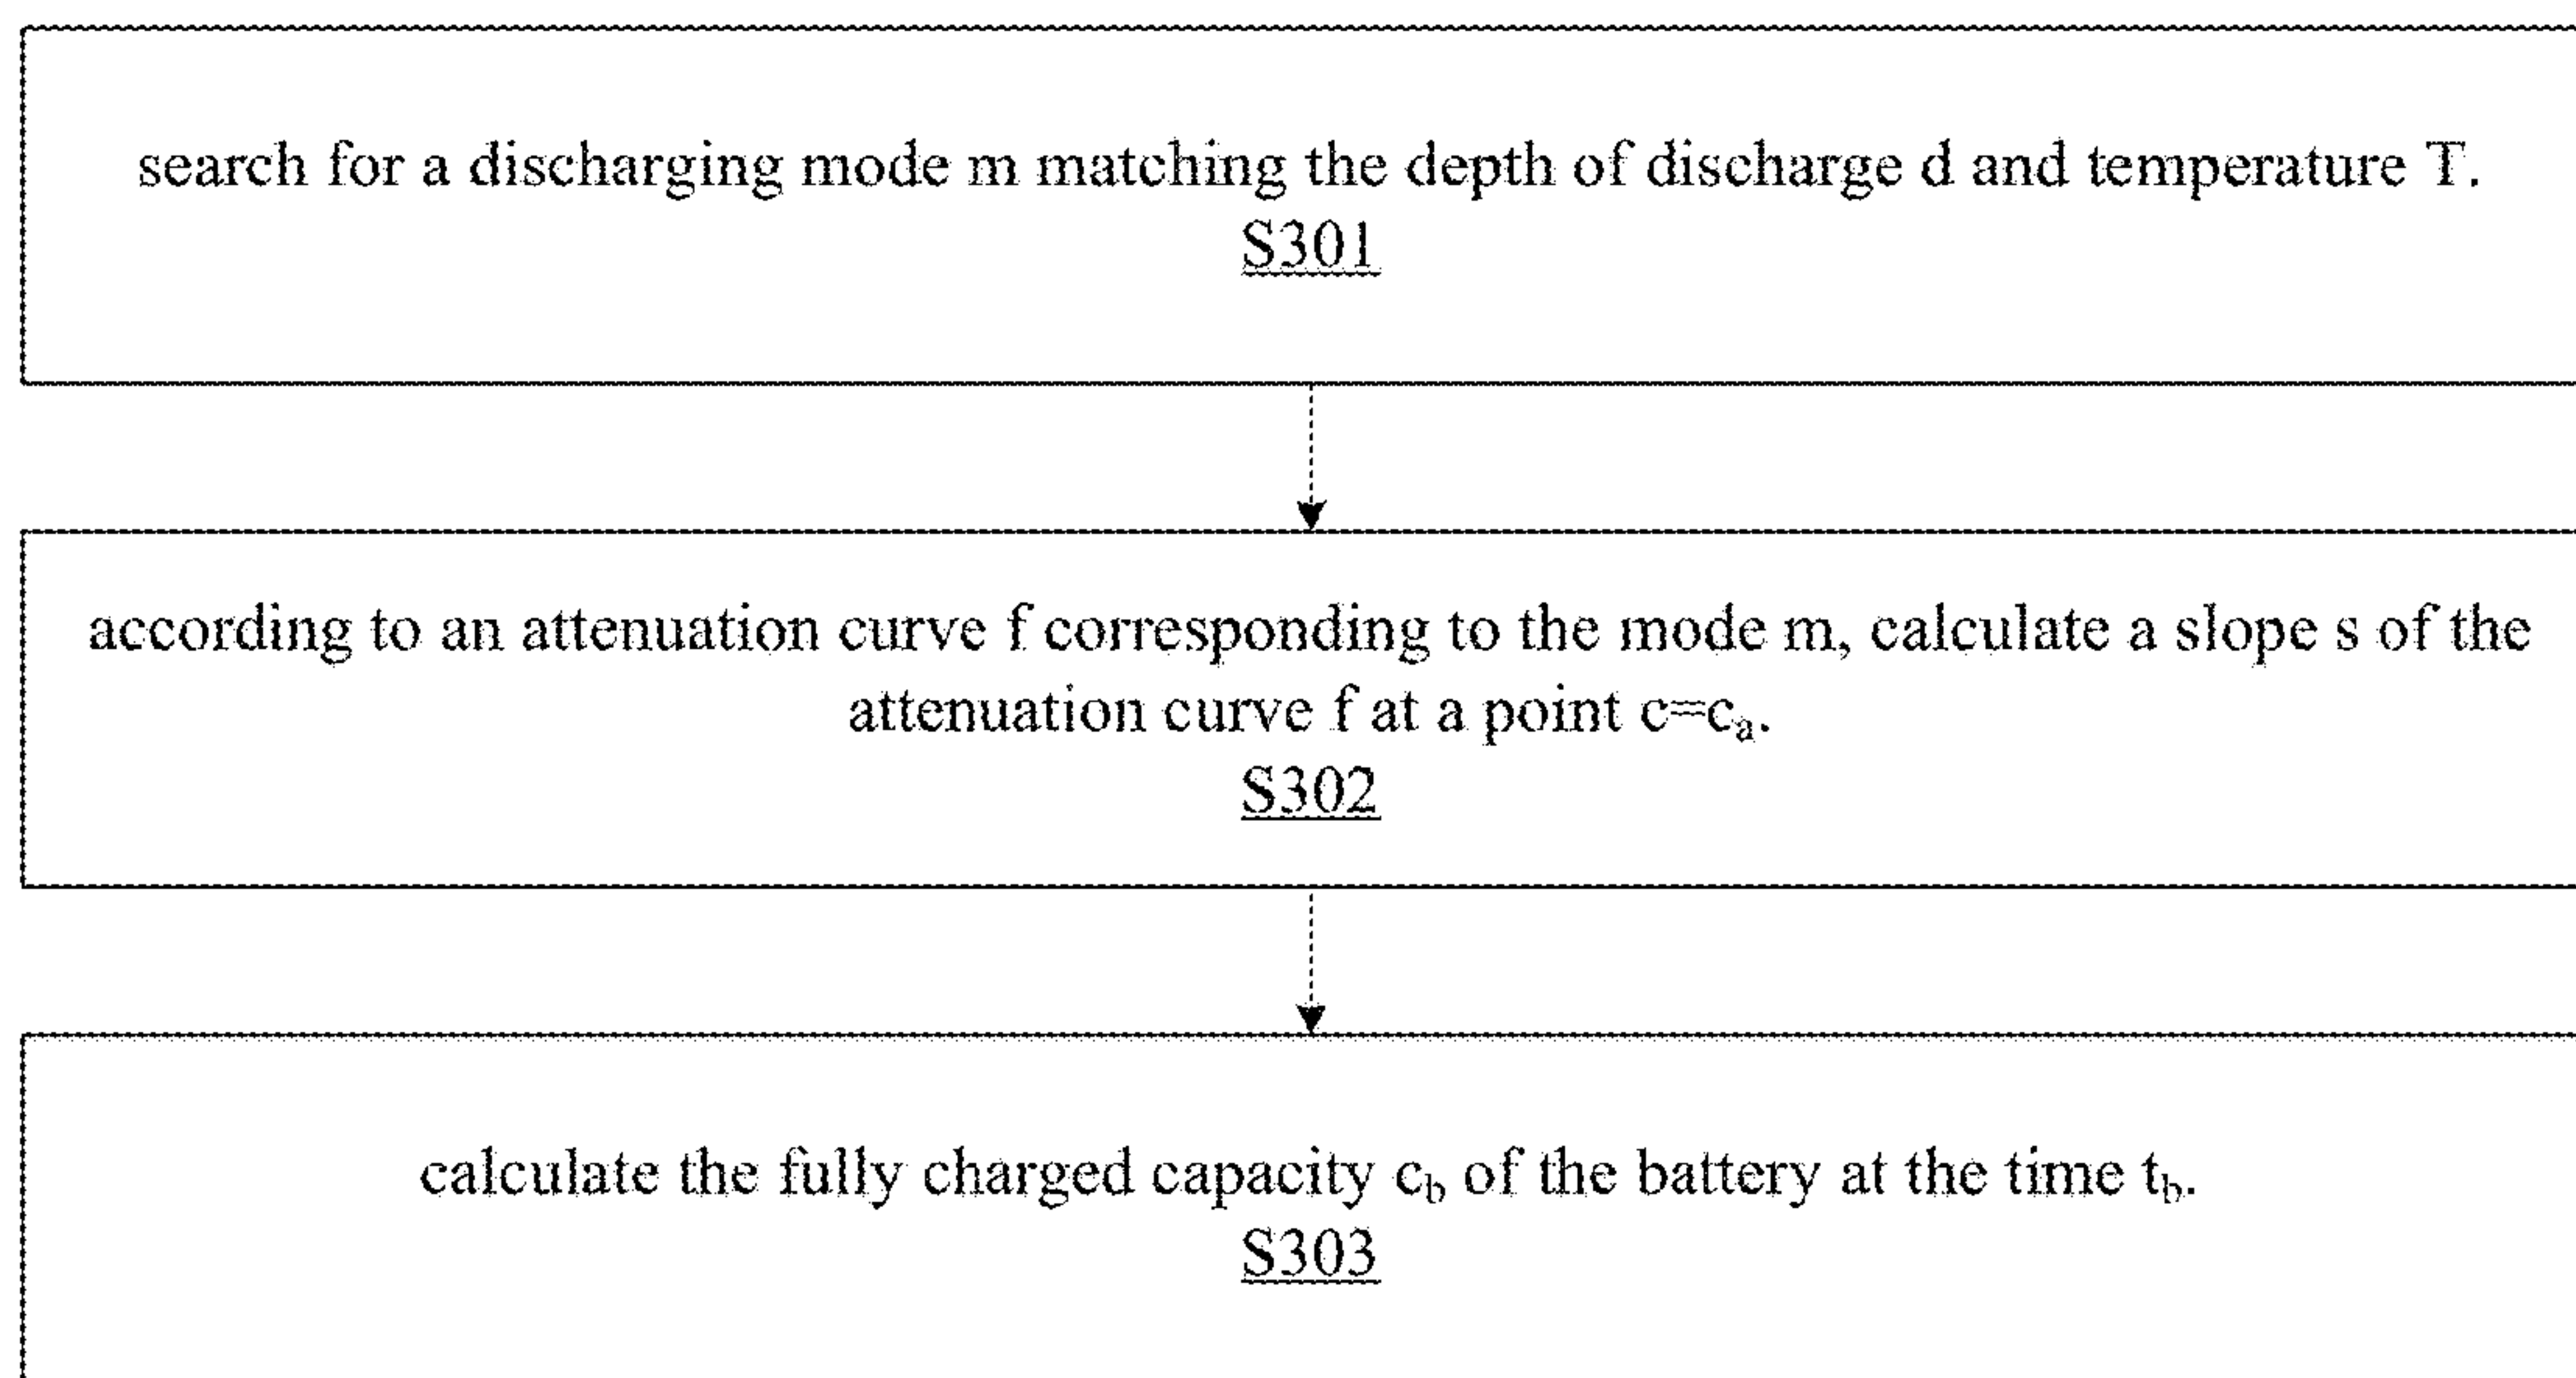 search for a discharging mode m matching the depth of discharge d and temperature T.
S301
according to an attenuation curve f corresponding to the mode m, calculate a slope s of the
attenuation curve f at a point c=cₐ.
S302
calculate the fully charged capacity c_b of the battery at the time t_b.
S303